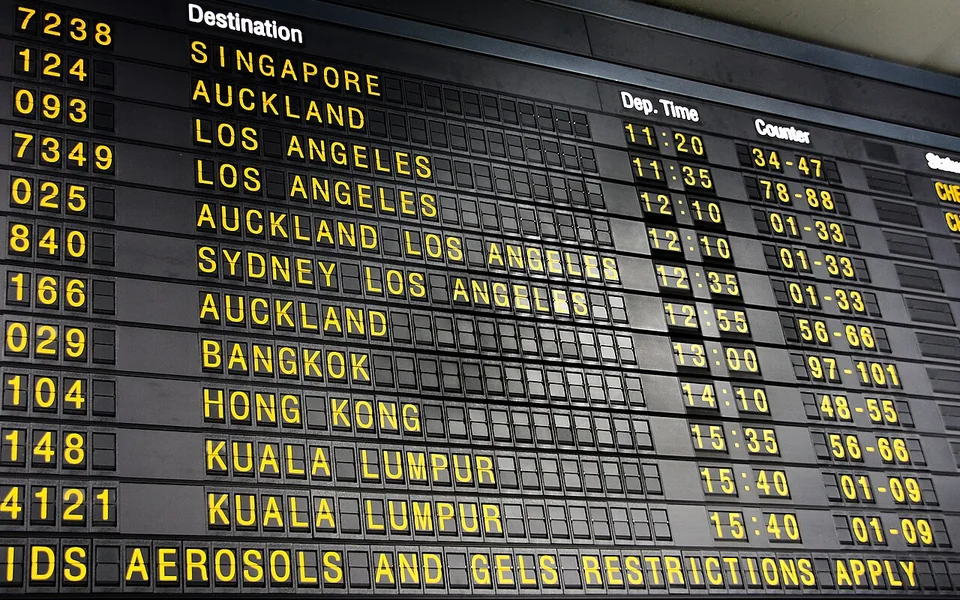 Destination Dep. Time Counter
7238 SINGAPORE 11:20 34-47
124 AUCKLAND 11:35 78-88
093 LOS ANGELES 12:10 01-33
7349 LOS ANGELES 12:10 01-33
025 AUCKLAND LOS ANGELES 12:35 01-33
840 SYDNEY LOS ANGELES 12:55 56-66
166 AUCKLAND 13:00 97-101
029 BANGKOK 14:10 48-55
104 HONG KONG 15:35 56-66
148 KUALA LUMPUR 15:40 01-09
4121 KUALA LUMPUR 15:40 01-09
IDS AEROSOLS AND GELS RESTRICTIONS APPLY